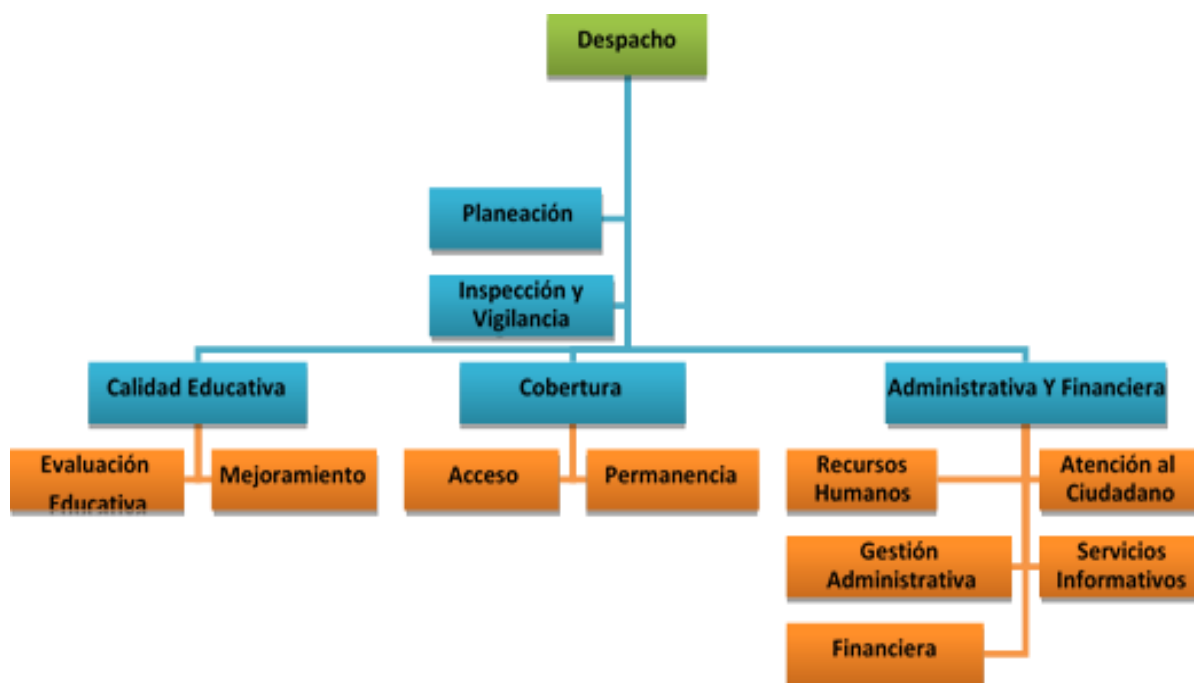 Despacho
Planeación
Inspección y
Vigilancia
Calidad Educativa
Cobertura
Administrativa Y Financiera
Evaluación
Educativa
Mejoramiento
Acceso
Permanencia
Recursos
Humanos
Atención al
Ciudadano
Gestión
Administrativa
Servicios
Informativos
Financiera